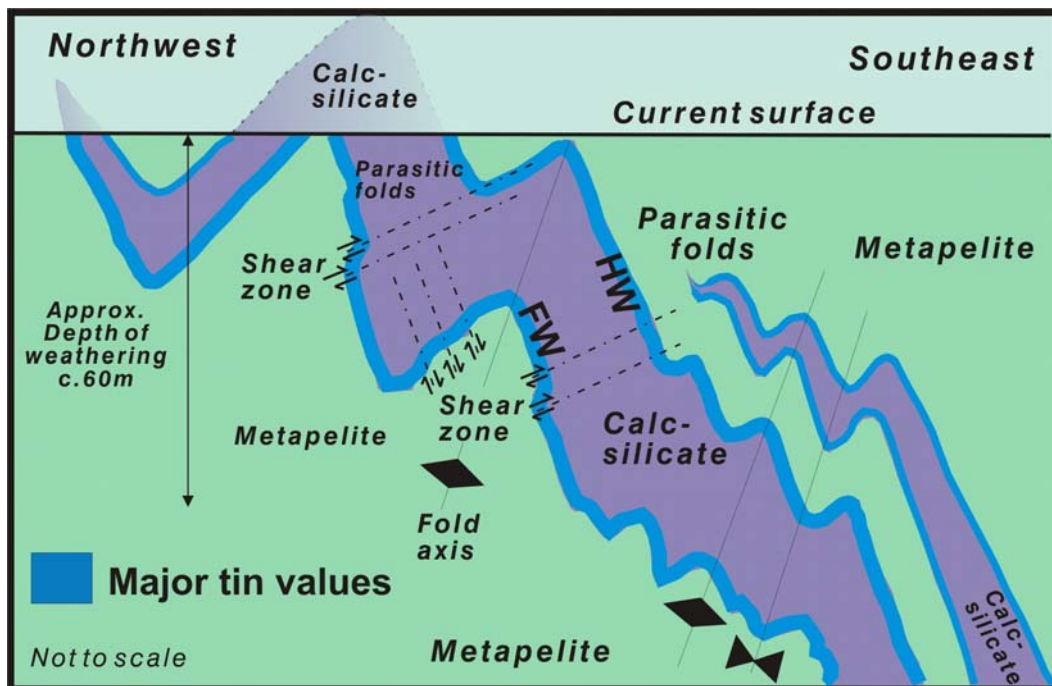 Northwest
Southeast
Calc-
silicate
Current surface
Parasitic
folds
Parasitic
folds
Metapelite
Shear
zone
HW
FW
Approx.
Depth of
weathering
c.60m
Shear
zone
Calc-
silicate
Metapelite
Fold
axis
Major tin values
Calc-
silicate
Metapelite
Not to scale